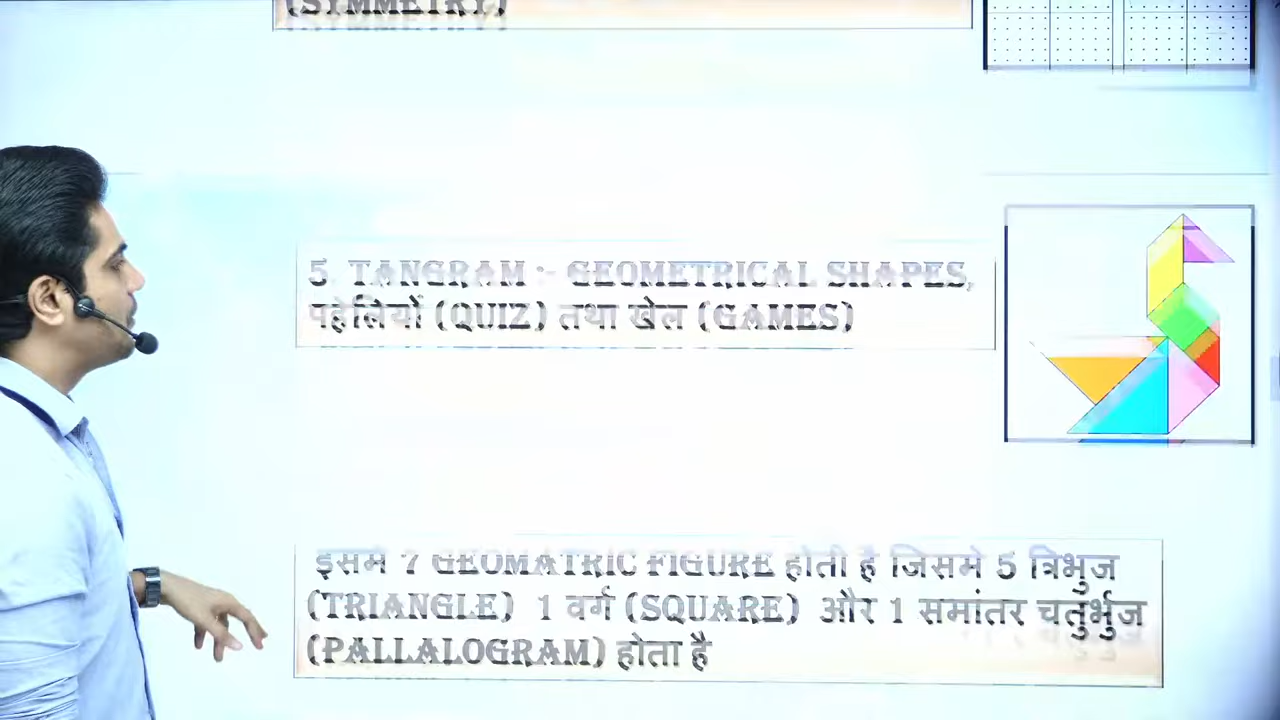 (SYMMETRY)
5. TANGRAM :- GEOMETRICAL SHAPES,
पहेलियों (QUIZ) तथा खेल (GAMES)
इसमे 7 GEOMATRIC FIGURE होती है जिसमे 5 त्रिभुज
(TRIANGLE) 1 वर्ग (SQUARE) और 1 समांतर चतुर्भुज
(PALLALOGRAM) होता है